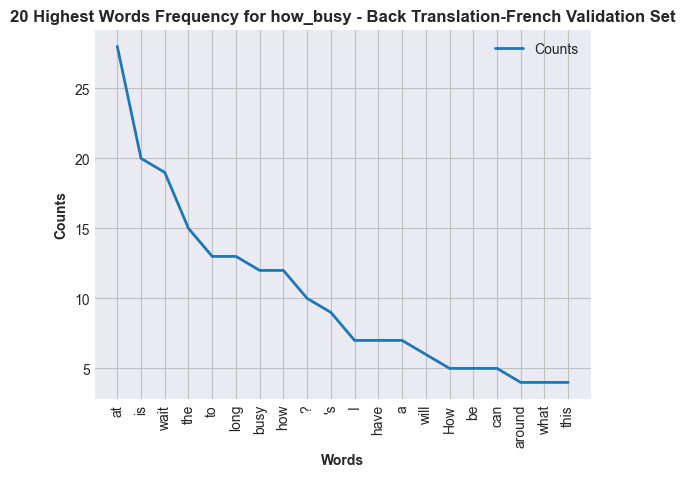 20 Highest Words Frequency for how_busy - Back Translation-French Validation Set
Counts
Counts
25
20
15
10
5
at
is
wait
the
to
long
busy
how
?
's
I
have
a
will
How
be
can
around
what
this
Words